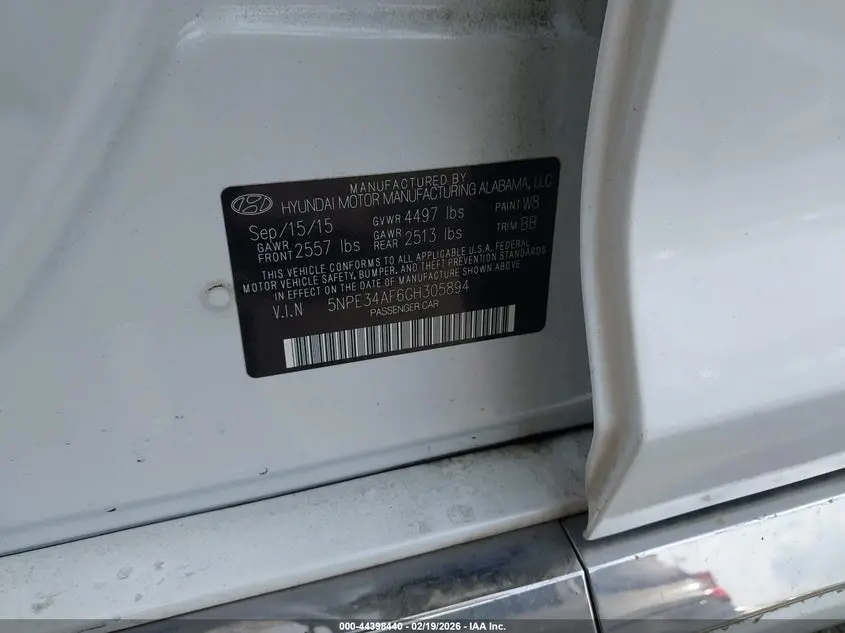 MANUFACTURED BY
HYUNDAI MOTOR MANUFACTURING ALABAMA, LLC
Sep/15/15 GVWR 4497 lbs PAINT W8
GAWR FRONT 2557 lbs GAWR REAR 2513 lbs TRIM BB
THIS VEHICLE CONFORMS TO ALL APPLICABLE U.S.A. FEDERAL
MOTOR VEHICLE SAFETY, BUMPER, AND THEFT PREVENTION STANDARDS
IN EFFECT ON THE DATE OF MANUFACTURE SHOWN ABOVE
V.I.N 5NPE34AF6GH305894
PASSENGER CAR
000-44398440 - 02/19/2026 - IAA Inc.